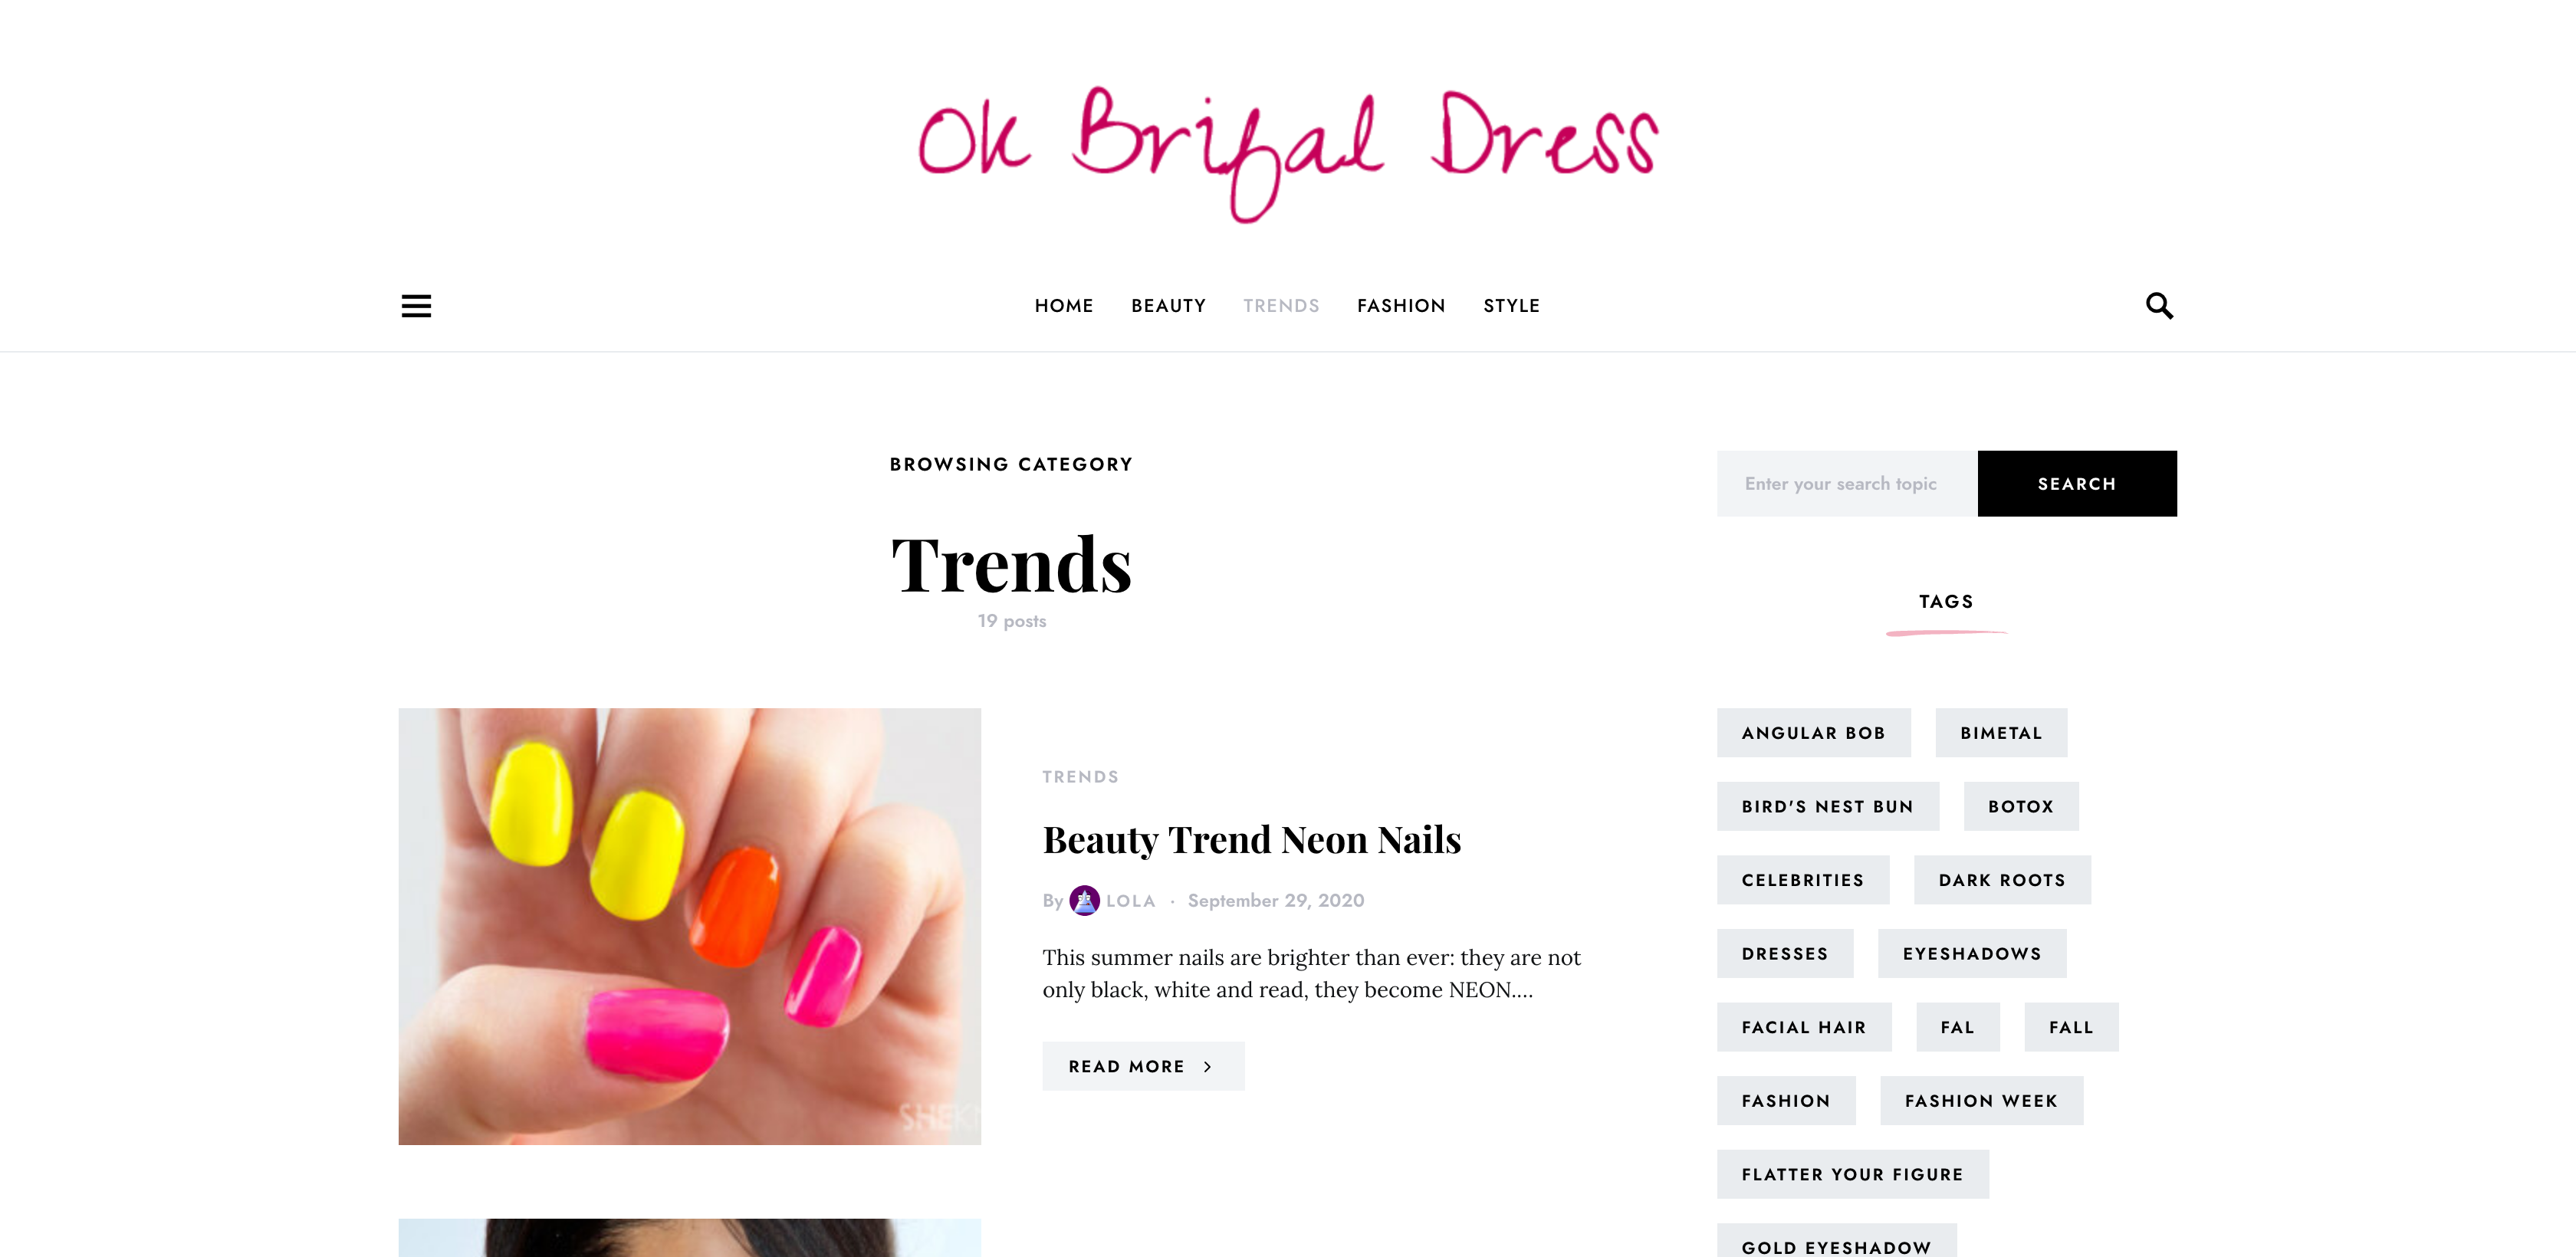 Ok Brifal Dress
HOME BEAUTY TRENDS FASHION STYLE
BROWSING CATEGORY
Trends
19 posts
TRENDS
Beauty Trend Neon Nails
By LOLA · September 29, 2020
This summer nails are brighter than ever: they are not
only black, white and read, they become NEON.…
READ MORE
Enter your search topic SEARCH
TAGS
ANGULAR BOB BIMETAL
BIRD'S NEST BUN BOTOX
CELEBRITIES DARK ROOTS
DRESSES EYESHADOWS
FACIAL HAIR FAL FALL
FASHION FASHION WEEK
FLATTER YOUR FIGURE
GOLD EYESHADOW